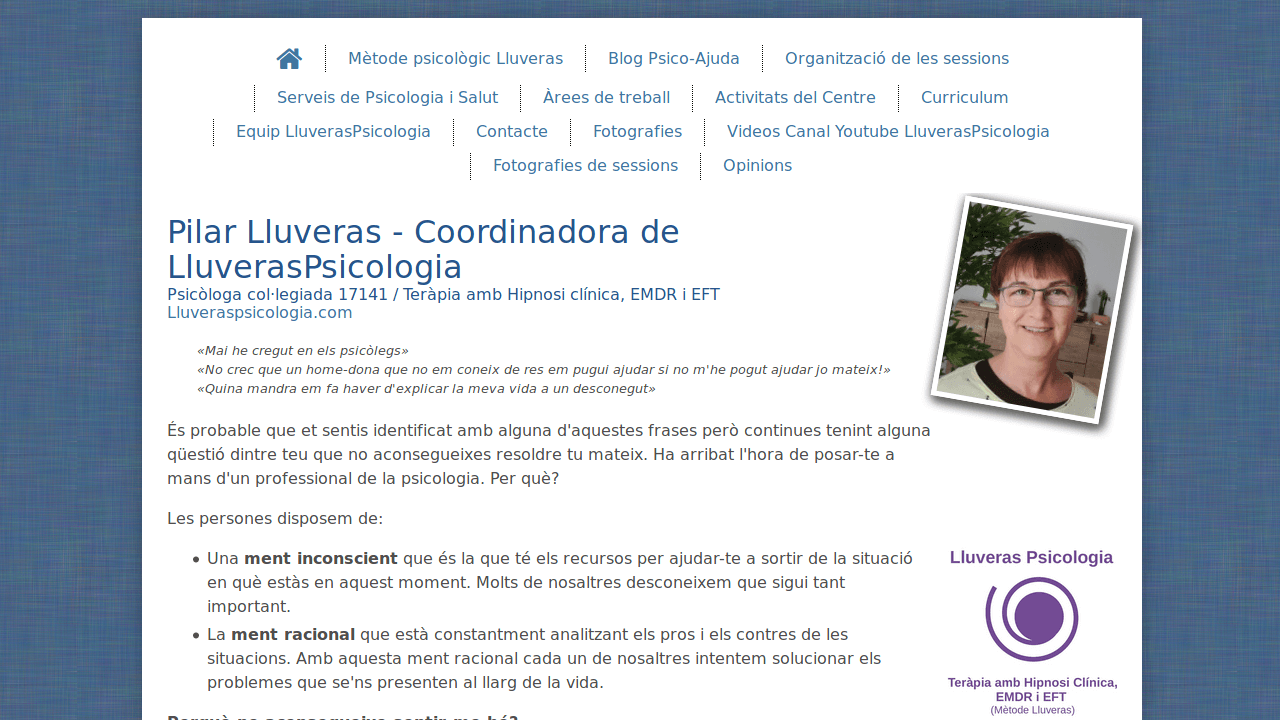 Mètode psicològic Lluveras
Blog Psico-Ajuda
Organització de les sessions
Serveis de Psicologia i Salut
Àrees de treball
Activitats del Centre
Curriculum
Equip LluverasPsicologia
Contacte
Fotografies
Videos Canal Youtube LluverasPsicologia
Fotografies de sessions
Opinions
Pilar Lluveras - Coordinadora de
LluverasPsicologia
Psicòloga col·legiada 17141 / Teràpia amb Hipnosi clínica, EMDR i EFT
Lluveraspsicologia.com
«Mai he cregut en els psicòlegs»
«No crec que un home-dona que no em coneix de res em pugui ajudar si no m'he pogut ajudar jo mateix!»
«Quina mandra em fa haver d'explicar la meva vida a un desconegut»
És probable que et sentis identificat amb alguna d'aquestes frases però continues tenint alguna
qüestió dintre teu que no aconsegueixes resoldre tu mateix. Ha arribat l'hora de posar-te a
mans d'un professional de la psicologia. Per què?
Les persones disposem de:
Una ment inconscient que és la que té els recursos per ajudar-te a sortir de la situació
en què estàs en aquest moment. Molts de nosaltres desconeixem que sigui tant
important.
La ment racional que està constantment analitzant els pros i els contres de les
situacions. Amb aquesta ment racional cada un de nosaltres intentem solucionar els
problemes que se'ns presenten al llarg de la vida.
Lluveras Psicologia
Teràpia amb Hipnosi Clínica,
EMDR i EFT
(Mètode Lluveras)